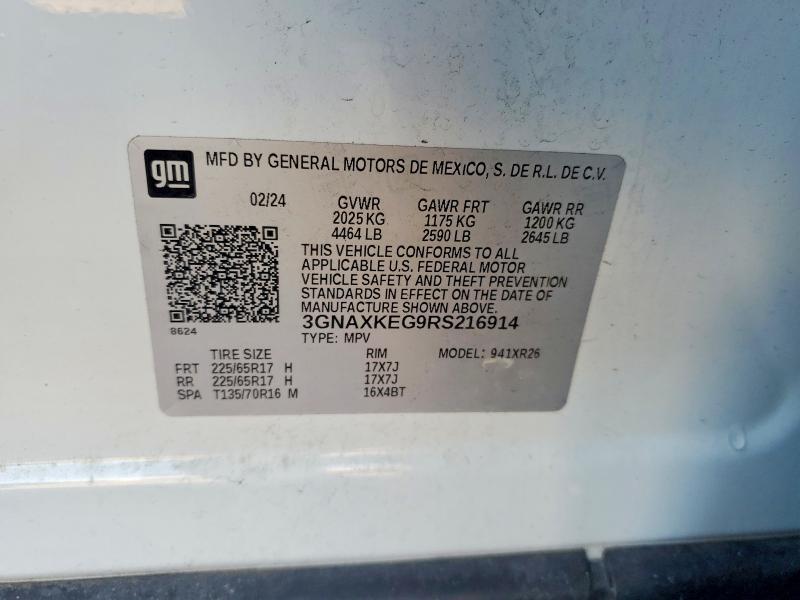 gm MFD BY GENERAL MOTORS DE MEXICO, S. DE R.L. DE C.V.
02/24 GVWR GAWR FRT GAWR RR
2025 KG 1175 KG 1200 KG
4464 LB 2590 LB 2645 LB
THIS VEHICLE CONFORMS TO ALL
APPLICABLE U.S. FEDERAL MOTOR
VEHICLE SAFETY AND THEFT PREVENTION
STANDARDS IN EFFECT ON THE DATE OF
MANUFACTURE SHOWN ABOVE.
8624 3GNAXKEG9RS216914
TYPE: MPV
TIRE SIZE RIM MODEL: 941XR26
FRT 225/65R17 H 17X7J
RR 225/65R17 H 17X7J
SPA T135/70R16 M 16X4BT